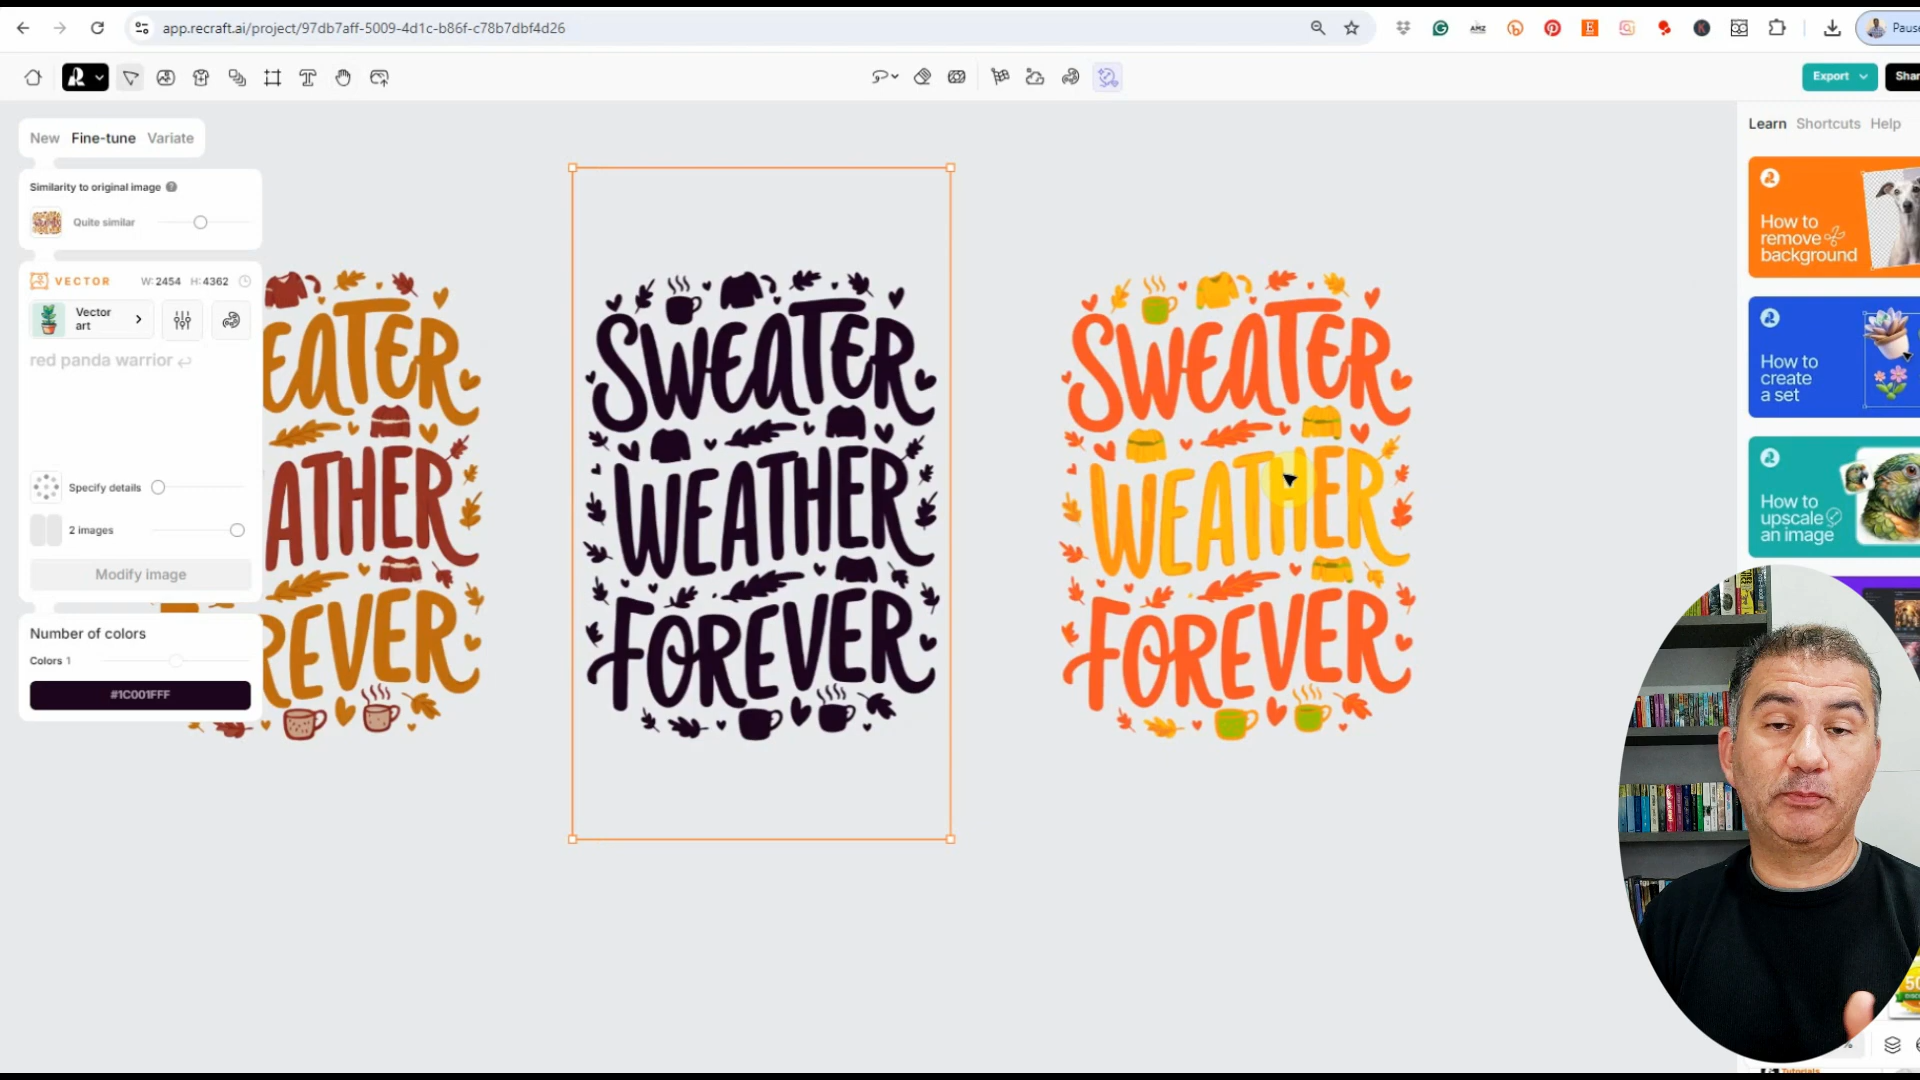 app.recraft.ai/project/97db7aff-5009-4d1c-b86f-c78b7dbf4d26
AMZ
Export
Learn Shortcuts Help
New Fine-tune Variate
Similarity to original image ?
Quite similar
VECTOR W: 2454 H: 4362
Vector
art
red panda warrior
Specify details
2 images
Modify image
Number of colors
Colors 1
#1C001FFF
EATER
ATHER
REVER
SWEATER
WEATHER
FOREVER
SWEATER
WEATHER
FOREVER
How to
remove
background
How to
create
a set
How to
upscale
an image
Tutorials